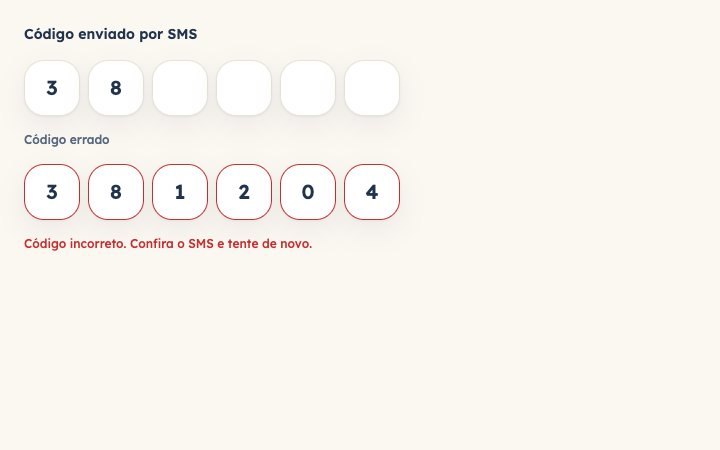 Código enviado por SMS
3 8
Código errado
3 8 1 2 0 4
Código incorreto. Confira o SMS e tente de novo.